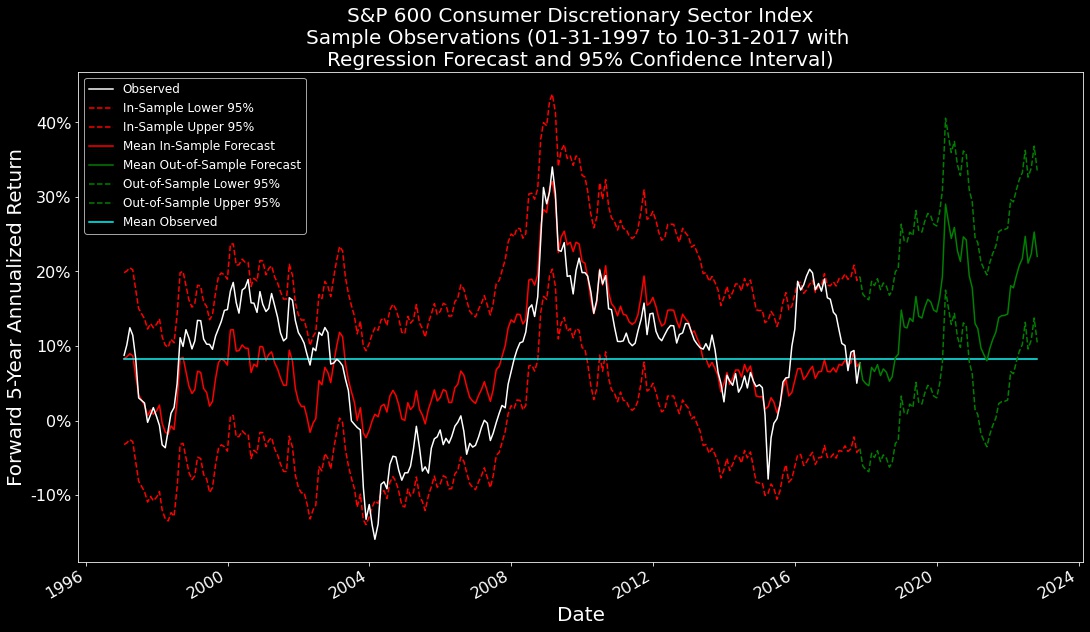 S&P 600 Consumer Discretionary Sector Index
Sample Observations (01-31-1997 to 10-31-2017 with
Regression Forecast and 95% Confidence Interval)
Observed
In-Sample Lower 95%
In-Sample Upper 95%
Mean In-Sample Forecast
Mean Out-of-Sample Forecast
Out-of-Sample Lower 95%
Out-of-Sample Upper 95%
Mean Observed
Forward 5-Year Annualized Return
40%
30%
20%
10%
0%
-10%
1996
2000
2004
2008
2012
2016
2020
2024
Date